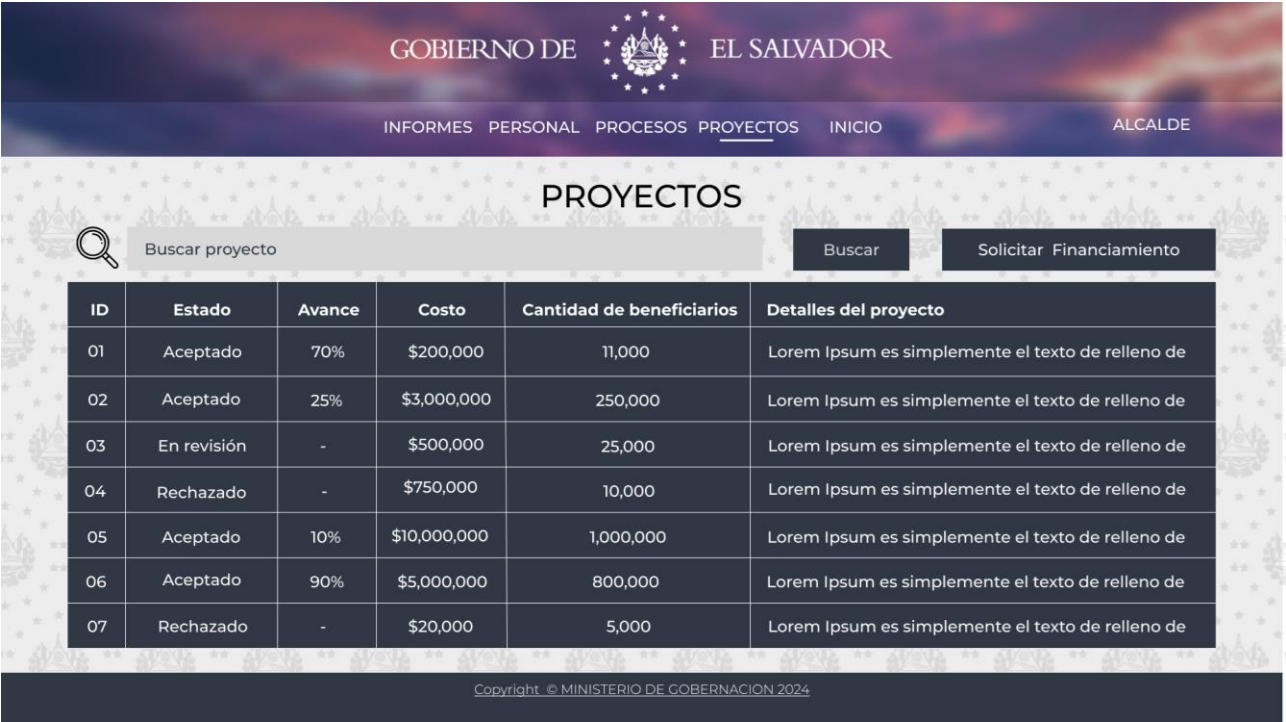 GOBIERNO DE EL SALVADOR
INFORMES PERSONAL PROCESOS PROYECTOS INICIO ALCALDE
PROYECTOS
Buscar proyecto Buscar Solicitar Financiamiento
ID Estado Avance Costo Cantidad de beneficiarios Detalles del proyecto
01 Aceptado 70% $200,000 11,000 Lorem Ipsum es simplemente el texto de relleno de
02 Aceptado 25% $3,000,000 250,000 Lorem Ipsum es simplemente el texto de relleno de
03 En revisión - $500,000 25,000 Lorem Ipsum es simplemente el texto de relleno de
04 Rechazado - $750,000 10,000 Lorem Ipsum es simplemente el texto de relleno de
05 Aceptado 10% $10,000,000 1,000,000 Lorem Ipsum es simplemente el texto de relleno de
06 Aceptado 90% $5,000,000 800,000 Lorem Ipsum es simplemente el texto de relleno de
07 Rechazado - $20,000 5,000 Lorem Ipsum es simplemente el texto de relleno de
Copyright © MINISTERIO DE GOBERNACION 2024